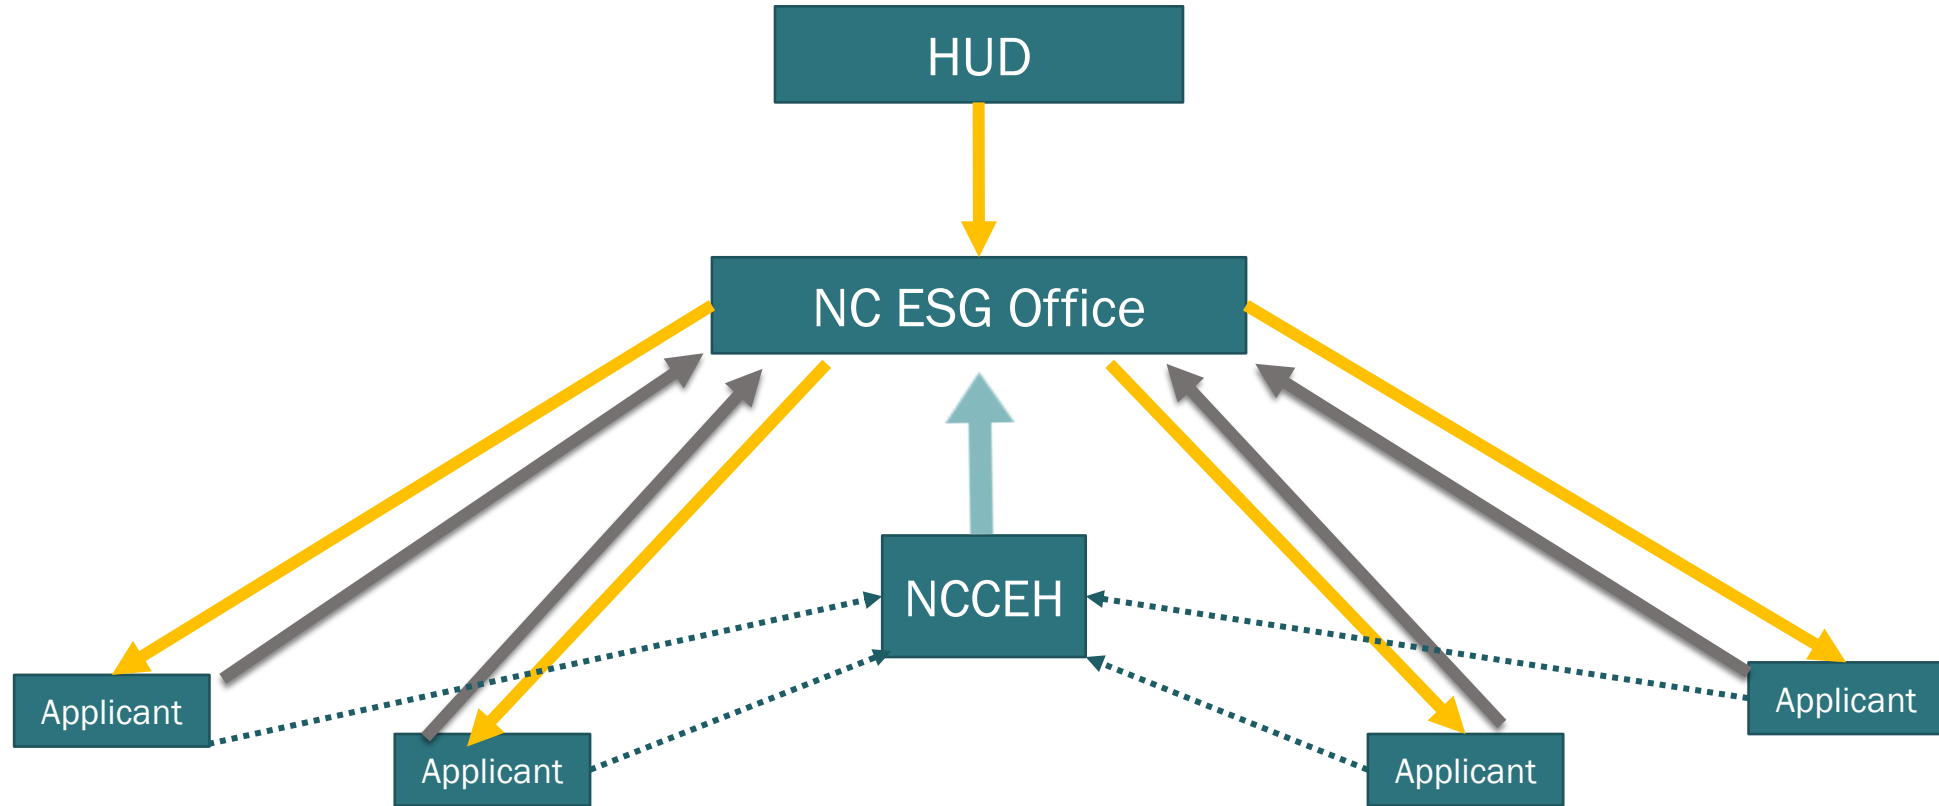 HUD
NC ESG Office
NCCEH
Applicant
Applicant
Applicant
Applicant